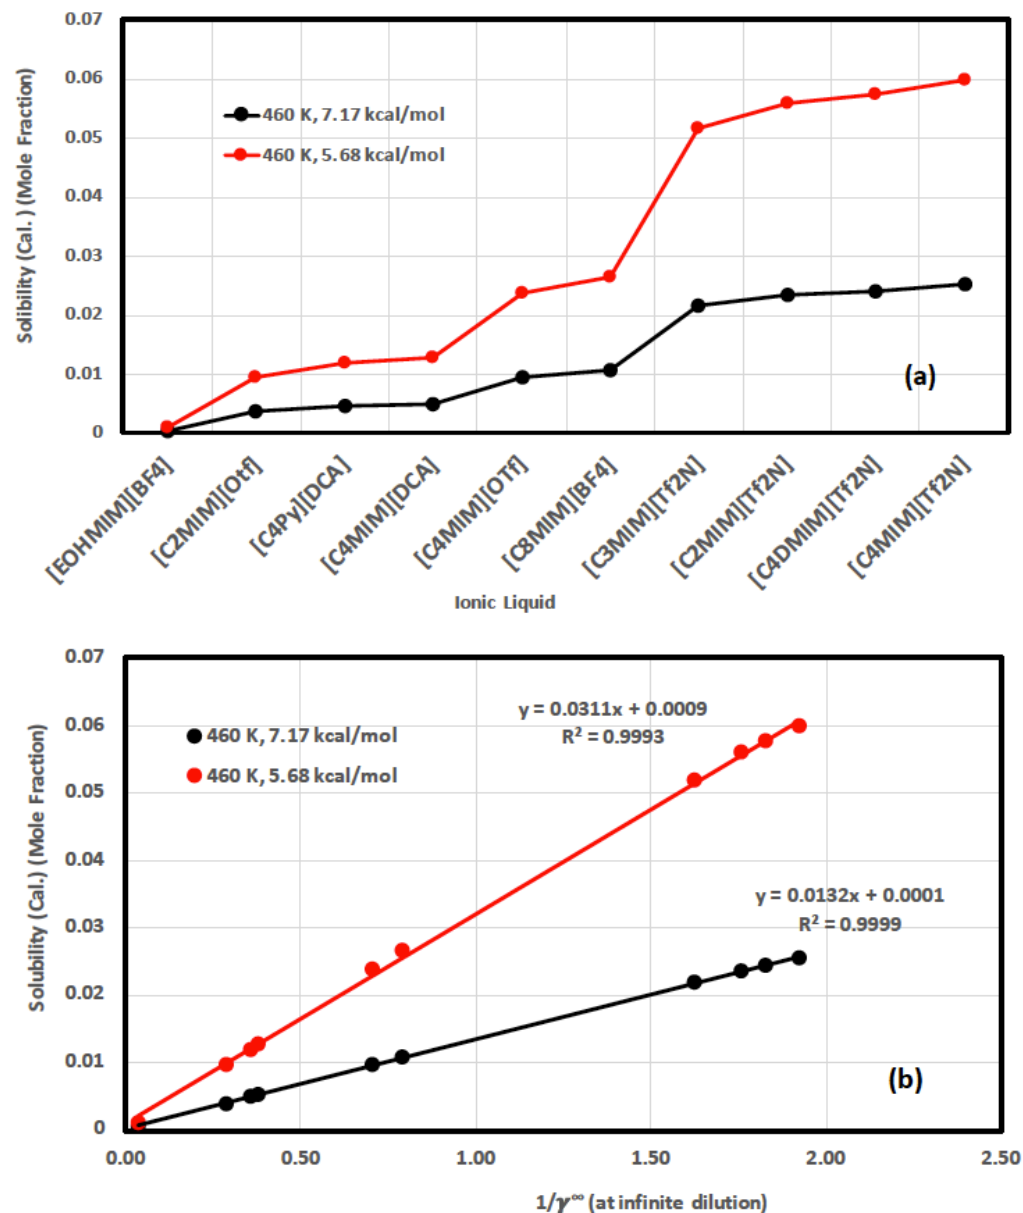 0.07
0.06
0.05
0.04
0.03
0.02
0.01
0
Solibility (Cal.) (Mole Fraction)
460 K, 7.17 kcal/mol
460 K, 5.68 kcal/mol
(a)
[EOHMIM][BF4]
[C2MIM][Otf]
[C4Py][DCA]
[C4MIM][DCA]
[C4MIM][OTf]
[C8MIM][BF4]
[C3MIM][Tf2N]
[C2MIM][Tf2N]
[C4DMIM][Tf2N]
[C4MIM][Tf2N]
Ionic Liquid
0.07
0.06
0.05
0.04
0.03
0.02
0.01
0
Solubility (Cal.) (Mole Fraction)
y = 0.0311x + 0.0009
R² = 0.9993
460 K, 7.17 kcal/mol
460 K, 5.68 kcal/mol
y = 0.0132x + 0.0001
R² = 0.9999
(b)
0.00 0.50 1.00 1.50 2.00 2.50
1/γ∞ (at infinite dilution)